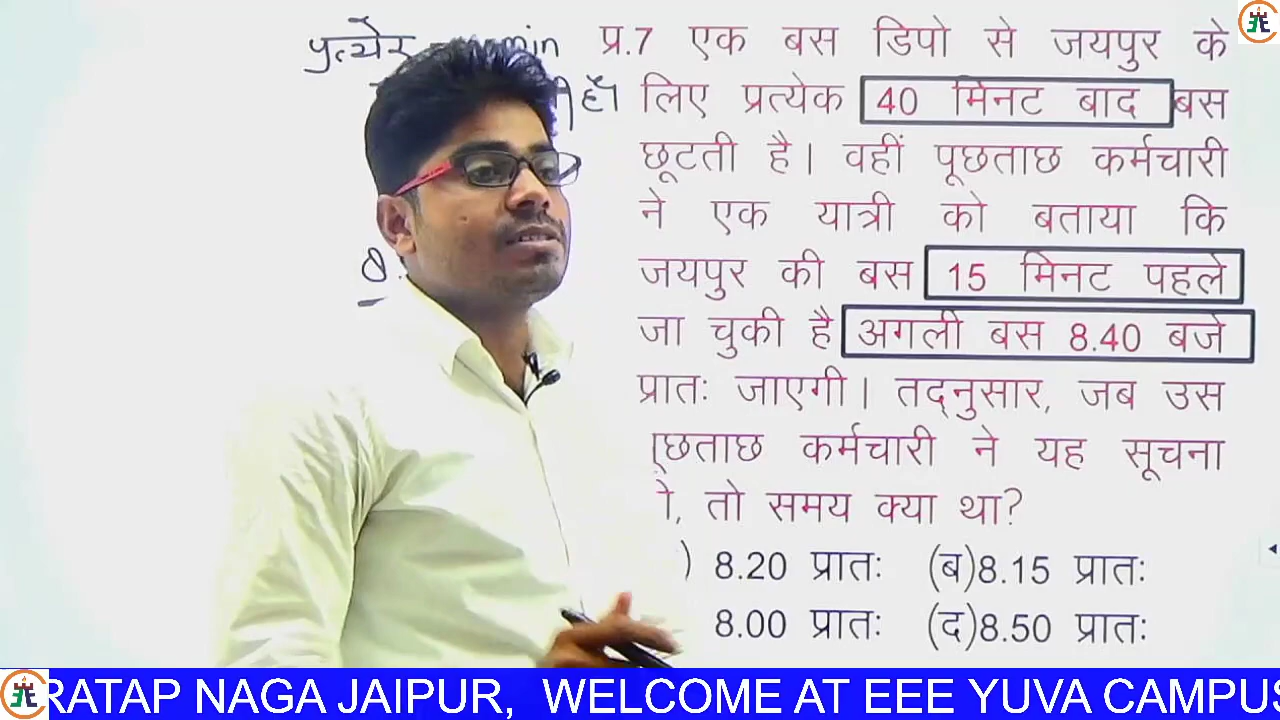 प्रत्येक min
प्र.7 एक बस डिपो से जयपुर के
लिए प्रत्येक 40 मिनट बाद बस
छूटती है। वहीं पूछताछ कर्मचारी
ने एक यात्री को बताया कि
जयपुर की बस 15 मिनट पहले
जा चुकी है अगली बस 8.40 बजे
प्रातः जाएगी। तद्नुसार, जब उस
कर्मचारी ने यह सूचना
तो समय क्या था?
) 8.20 प्रातः (ब)8.15 प्रातः
8.00 प्रातः (द)8.50 प्रातः
RATAP NAGA JAIPUR, WELCOME AT EEE YUVA CAMPUS